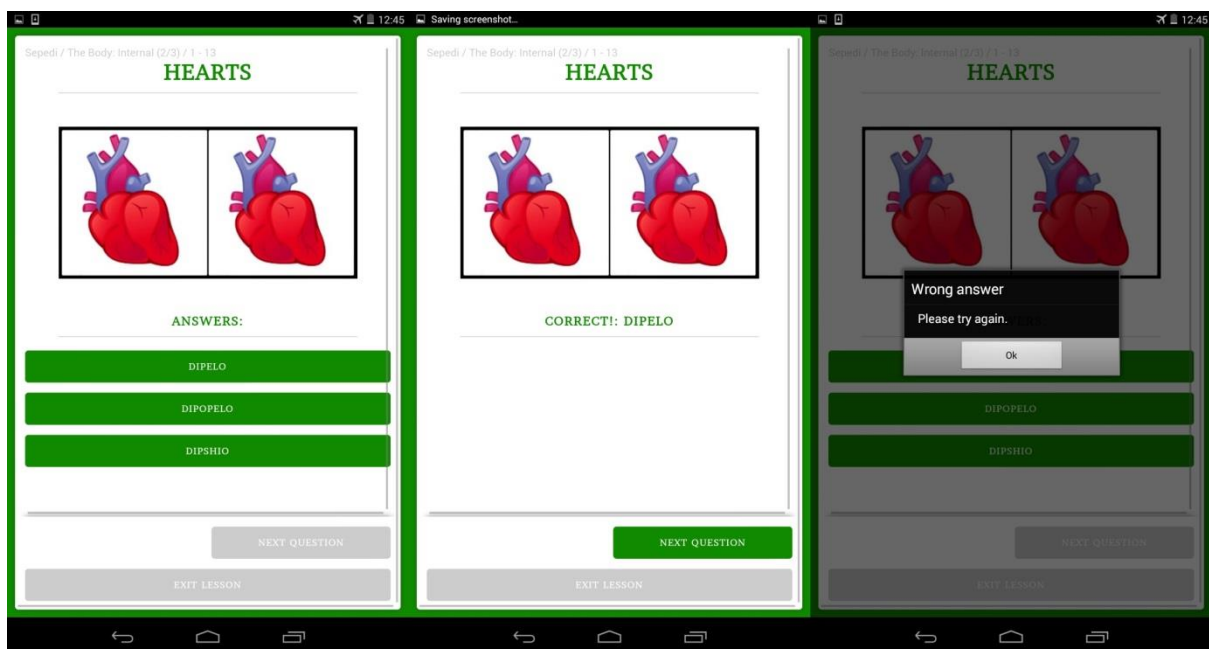 12:45
Sepedi / The Body: Internal (2/3) / 1 - 13
HEARTS
ANSWERS:
DIPELO
DIPOPELO
DIPSHIO
NEXT QUESTION
EXIT LESSON
Saving screenshot...
Sepedi / The Body: Internal (2/3) / 1 - 13
HEARTS
CORRECT!: DIPELO
NEXT QUESTION
EXIT LESSON
12:45
Sepedi / The Body: Internal (2/3) / 1 - 13
HEARTS
Wrong answer
Please try again.
Ok
DIPOPELO
DIPSHIO
NEXT QUESTION
EXIT LESSON